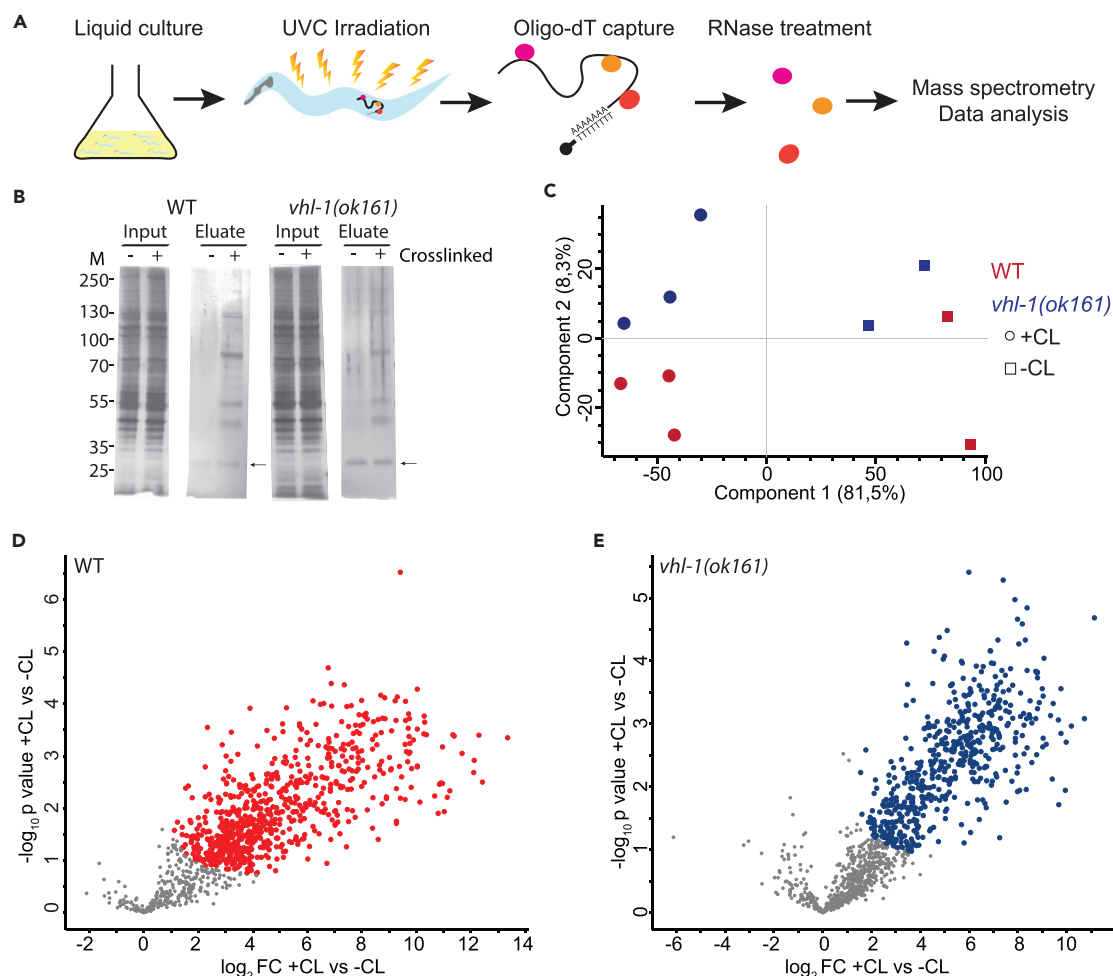 A
Liquid culture
UVC Irradiation
Oligo-dT capture
RNase treatment
AAAAAAA
TTTTTTTT
Mass spectrometry
Data analysis
B
WT
vhl-1(ok161)
Input
Eluate
Input
Eluate
M
- + - + - + - + Crosslinked
250
130
100
70
55
35
25
C
Component 2 (8,3%)
20
0
-20
-50 0 50 100
Component 1 (81,5%)
WT
vhl-1(ok161)
+CL
-CL
D
WT
-log10 p value +CL vs -CL
6
5
4
3
2
1
0
-2 0 2 4 6 8 10 12 14
log2 FC +CL vs -CL
E
vhl-1(ok161)
-log10 p value +CL vs -CL
5
4
3
2
1
0
-6 -4 -2 0 2 4 6 8 10
log2 FC +CL vs -CL